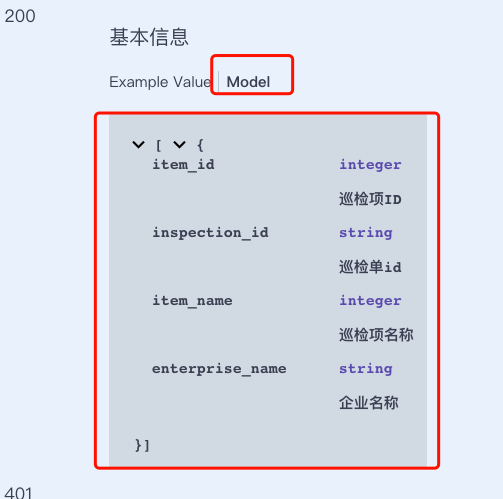 200
基本信息
Example Value Model
[ {
item_id integer
巡检项ID
inspection_id string
巡检单id
item_name integer
巡检项名称
enterprise_name string
企业名称
}]
401